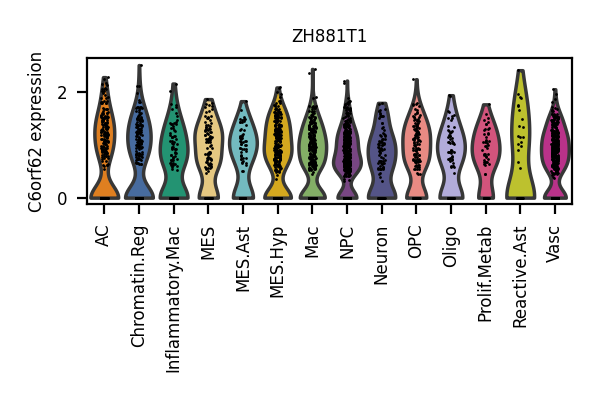 ZH881T1
C6orf62 expression
2
0
AC
Chromatin.Reg
Inflammatory.Mac
MES
MES.Ast
MES.Hyp
Mac
NPC
Neuron
OPC
Oligo
Prolif.Metab
Reactive.Ast
Vasc